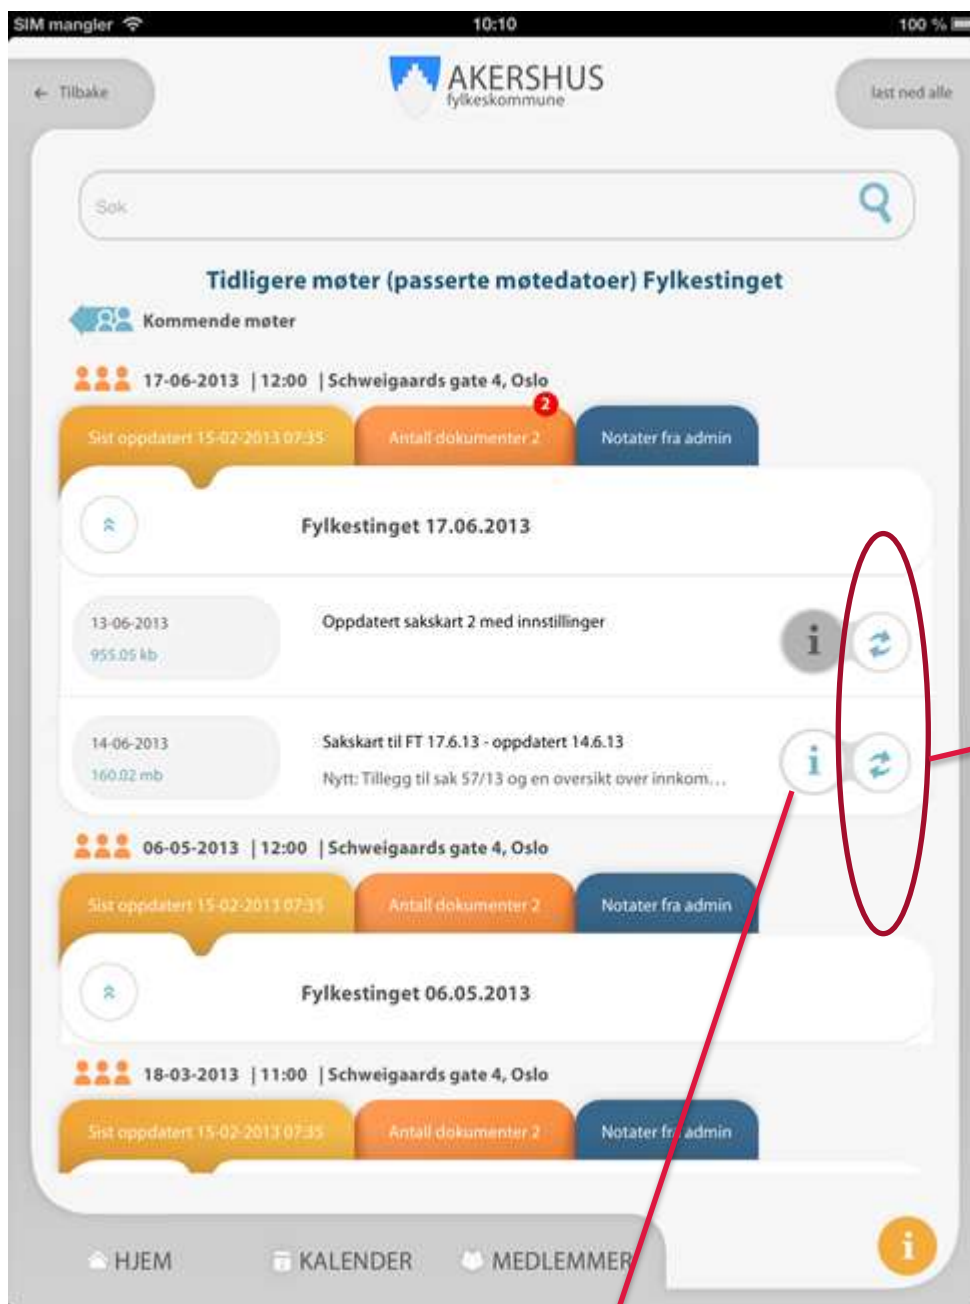 SIM mangler 10:10 100 %
← Tilbake
AKERSHUS
fylkeskommune
last ned alle
Søk
Tidligere møter (passerte møtedatoer) Fylkestinget
Kommende møter
17-06-2013 | 12:00 | Schweigaards gate 4, Oslo
2
Sist oppdatert 15-02-2013 07:35 Antall dokumenter 2 Notater fra admin
Fylkestinget 17.06.2013
13-06-2013
955.05 kb
Oppdatert sakskart 2 med innstillinger
i
14-06-2013
160.02 mb
Sakskart til FT 17.6.13 - oppdatert 14.6.13
Nytt: Tillegg til sak 57/13 og en oversikt over innkom...
i
06-05-2013 | 12:00 | Schweigaards gate 4, Oslo
Sist oppdatert 15-02-2013 07:35 Antall dokumenter 2 Notater fra admin
Fylkestinget 06.05.2013
18-03-2013 | 11:00 | Schweigaards gate 4, Oslo
Sist oppdatert 15-02-2013 07:35 Antall dokumenter 2 Notater fra admin
HJEM KALENDER MEDLEMMER
i